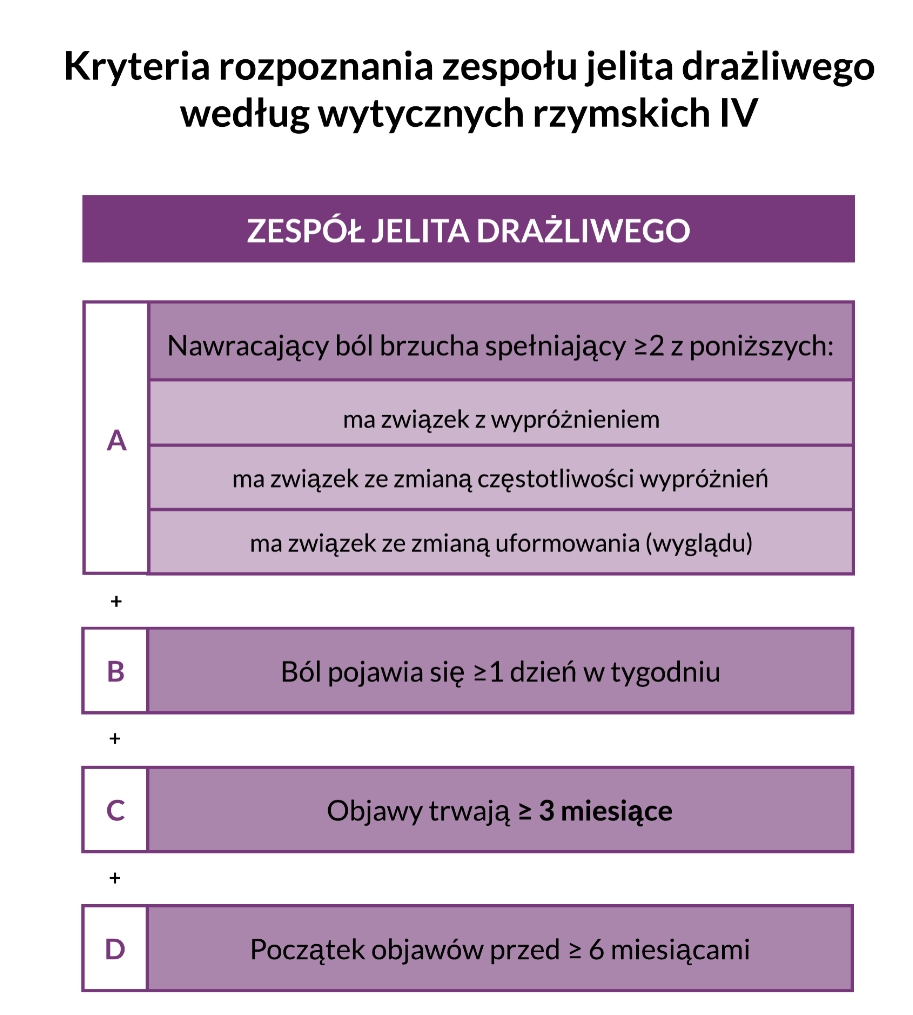 Kryteria rozpoznania zespołu jelita drażliwego
według wytycznych rzymskich IV
ZESPÓŁ JELITA DRAŻLIWEGO
A
Nawracający ból brzucha spełniający ≥2 z poniższych:
ma związek z wypróżnieniem
ma związek ze zmianą częstotliwości wypróżnień
ma związek ze zmianą uformowania (wyglądu)
+
B
Ból pojawia się ≥1 dzień w tygodniu
+
C
Objawy trwają ≥ 3 miesiące
+
D
Początek objawów przed ≥ 6 miesiącami